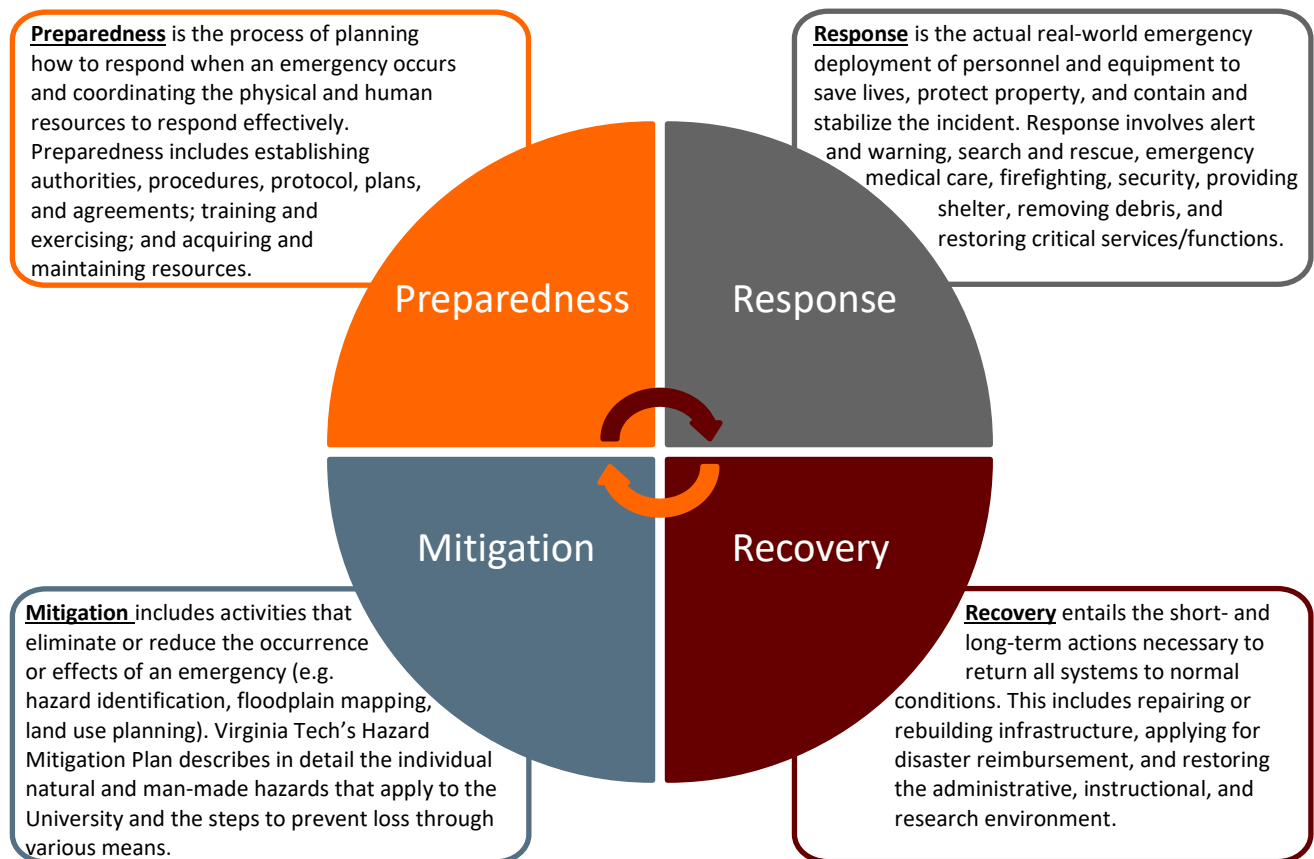 Preparedness is the process of planning
how to respond when an emergency occurs
and coordinating the physical and human
resources to respond effectively.
Preparedness includes establishing
authorities, procedures, protocol, plans,
and agreements; training and
exercising; and acquiring and
maintaining resources.
Response is the actual real-world emergency
deployment of personnel and equipment to
save lives, protect property, and contain and
stabilize the incident. Response involves alert
and warning, search and rescue, emergency
medical care, firefighting, security, providing
shelter, removing debris, and
restoring critical services/functions.
Preparedness
Response
Mitigation
Recovery
Mitigation includes activities that
eliminate or reduce the occurrence
or effects of an emergency (e.g.
hazard identification, floodplain mapping,
land use planning). Virginia Tech’s Hazard
Mitigation Plan describes in detail the individual
natural and man-made hazards that apply to the
University and the steps to prevent loss through
various means.
Recovery entails the short- and
long-term actions necessary to
return all systems to normal
conditions. This includes repairing or
rebuilding infrastructure, applying for
disaster reimbursement, and restoring
the administrative, instructional, and
research environment.